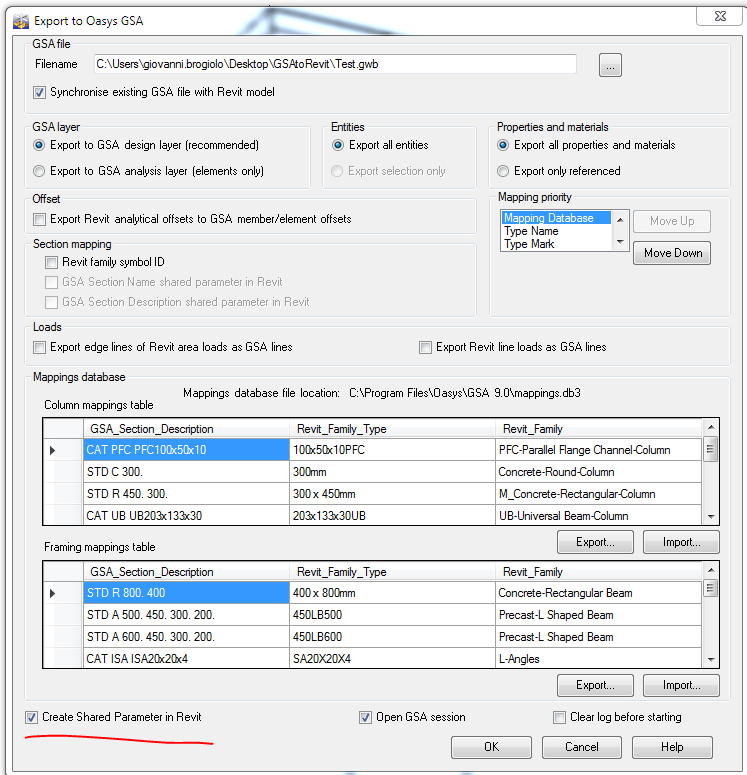 Export to Oasys GSA
GSA file
Filename C:\Users\giovanni.brogiolo\Desktop\GSAtoRevit\Test.gwb ...
Synchronise existing GSA file with Revit model
GSA layer Entities Properties and materials
Export to GSA design layer (recommended) Export all entities Export all properties and materials
Export to GSA analysis layer (elements only) Export selection only Export only referenced
Offset Mapping priority
Export Revit analytical offsets to GSA member/element offsets
Mapping Database Move Up
Type Name
Type Mark Move Down
Section mapping
Revit family symbol ID
GSA Section Name shared parameter in Revit
GSA Section Description shared parameter in Revit
Loads
Export edge lines of Revit area loads as GSA lines Export Revit line loads as GSA lines
Mappings database
Mappings database file location: C:\Program Files\Oasys\GSA 9.0\mappings.db3
Column mappings table
GSA_Section_Description Revit_Family_Type Revit_Family
CAT PFC PFC100x50x10 100x50x10PFC PFC-Parallel Flange Channel-Column
STD C 300. 300mm Concrete-Round-Column
STD R 450. 300. 300 x 450mm M_Concrete-Rectangular-Column
CAT UB UB203x133x30 203x133x30UB UB-Universal Beam-Column
Export... Import...
Framing mappings table
GSA_Section_Description Revit_Family_Type Revit_Family
STD R 800. 400 400 x 800mm Concrete-Rectangular Beam
STD A 500. 450. 300. 200. 450LB500 Precast-L Shaped Beam
STD A 600. 450. 300. 200. 450LB600 Precast-L Shaped Beam
CAT ISA ISA20x20x4 SA20X20X4 L-Angles
Export... Import...
Create Shared Parameter in Revit Open GSA session Clear log before starting
OK Cancel Help